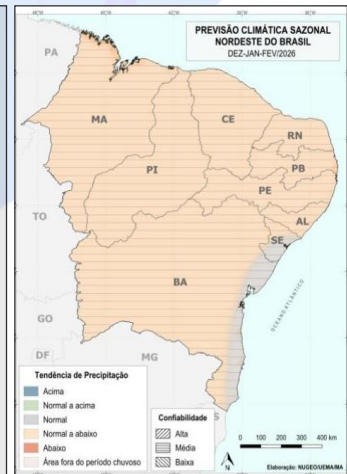 PREVISÃO CLIMÁTICA SAZONAL
NORDESTE DO BRASIL
DEZ-JAN-FEV/2026
PA
MA
CE
RN
PI
PB
PE
AL
TO
SE
BA
OCEANO ATLÂNTICO
GO
DF
MG
Tendência de Precipitação
Acima
Normal a acima
Normal
Normal a abaixo
Abaixo
Área fora do período chuvoso
Confiabilidade
Alta
Média
Baixa
0 100 200 300 400 km
Elaboração: NUGEO/UEMA/MA